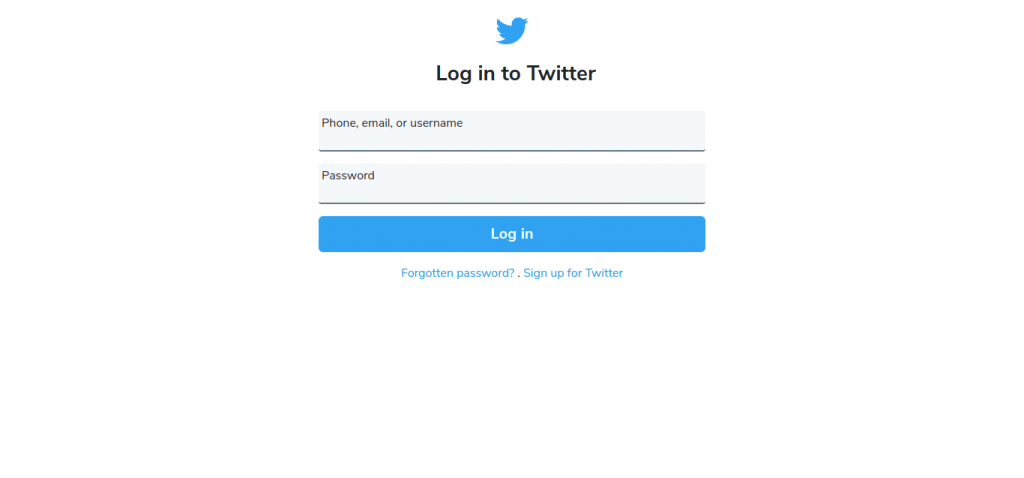 Log in to Twitter
Phone, email, or username
Password
Log in
Forgotten password? . Sign up for Twitter